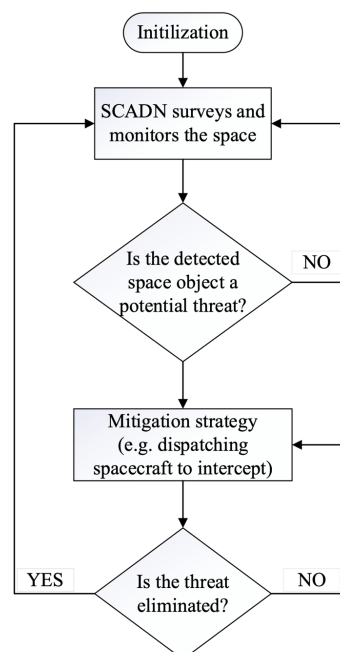 Initilization
SCADN surveys and
monitors the space
Is the detected
space object a
potential threat?
NO
Mitigation strategy
(e.g. dispatching
spacecraft to intercept)
YES
Is the threat
eliminated?
NO